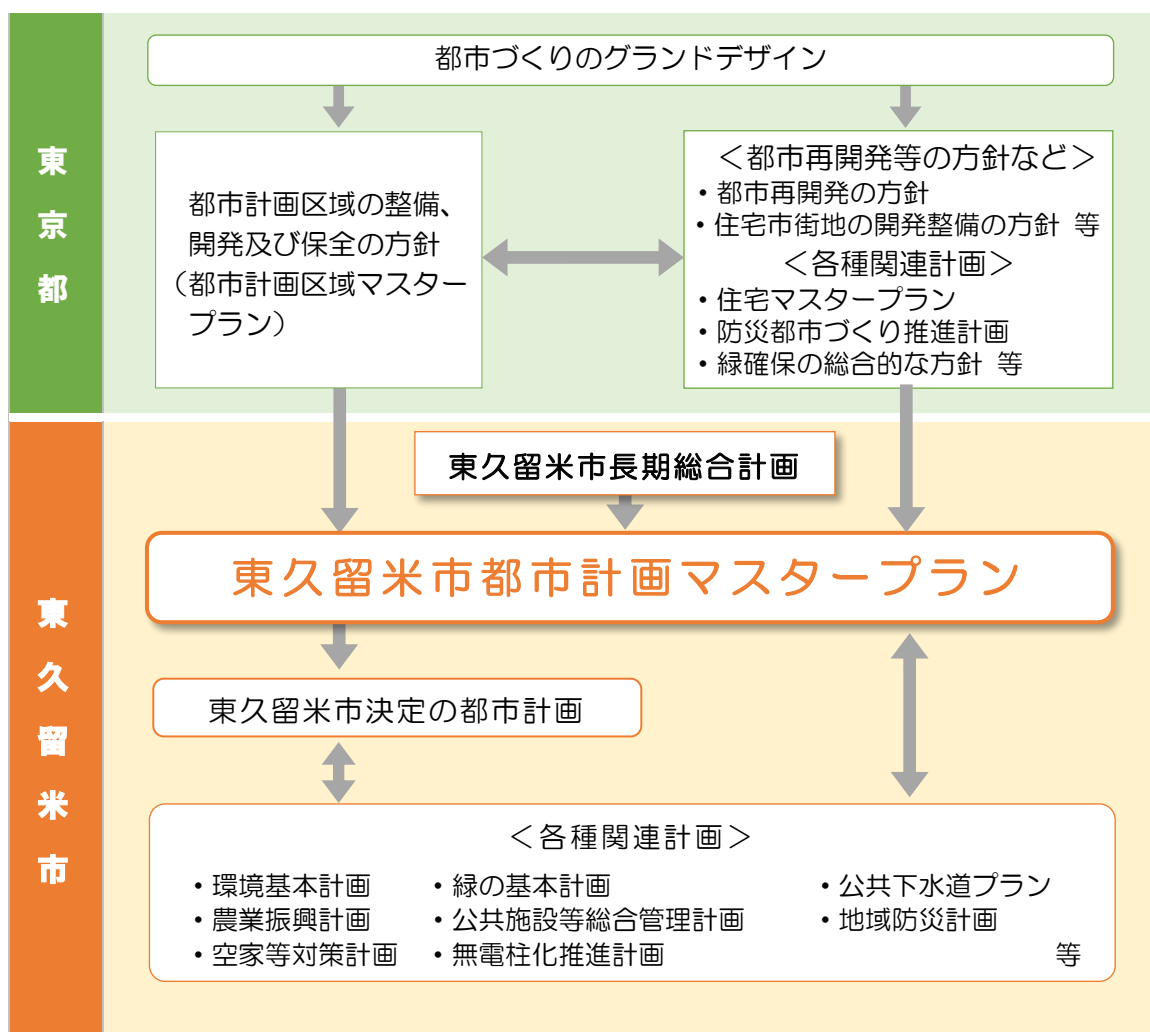 東京都
都市づくりのグランドデザイン
都市計画区域の整備、
開発及び保全の方針
（都市計画区域マスター
プラン）
＜都市再開発等の方針など＞
・都市再開発の方針
・住宅市街地の開発整備の方針 等
＜各種関連計画＞
・住宅マスタープラン
・防災都市づくり推進計画
・緑確保の総合的な方針 等
東久留米市
東久留米市長期総合計画
東久留米市都市計画マスタープラン
東久留米市決定の都市計画
＜各種関連計画＞
・環境基本計画 ・緑の基本計画 ・公共下水道プラン
・農業振興計画 ・公共施設等総合管理計画 ・地域防災計画
・空家等対策計画 ・無電柱化推進計画 等